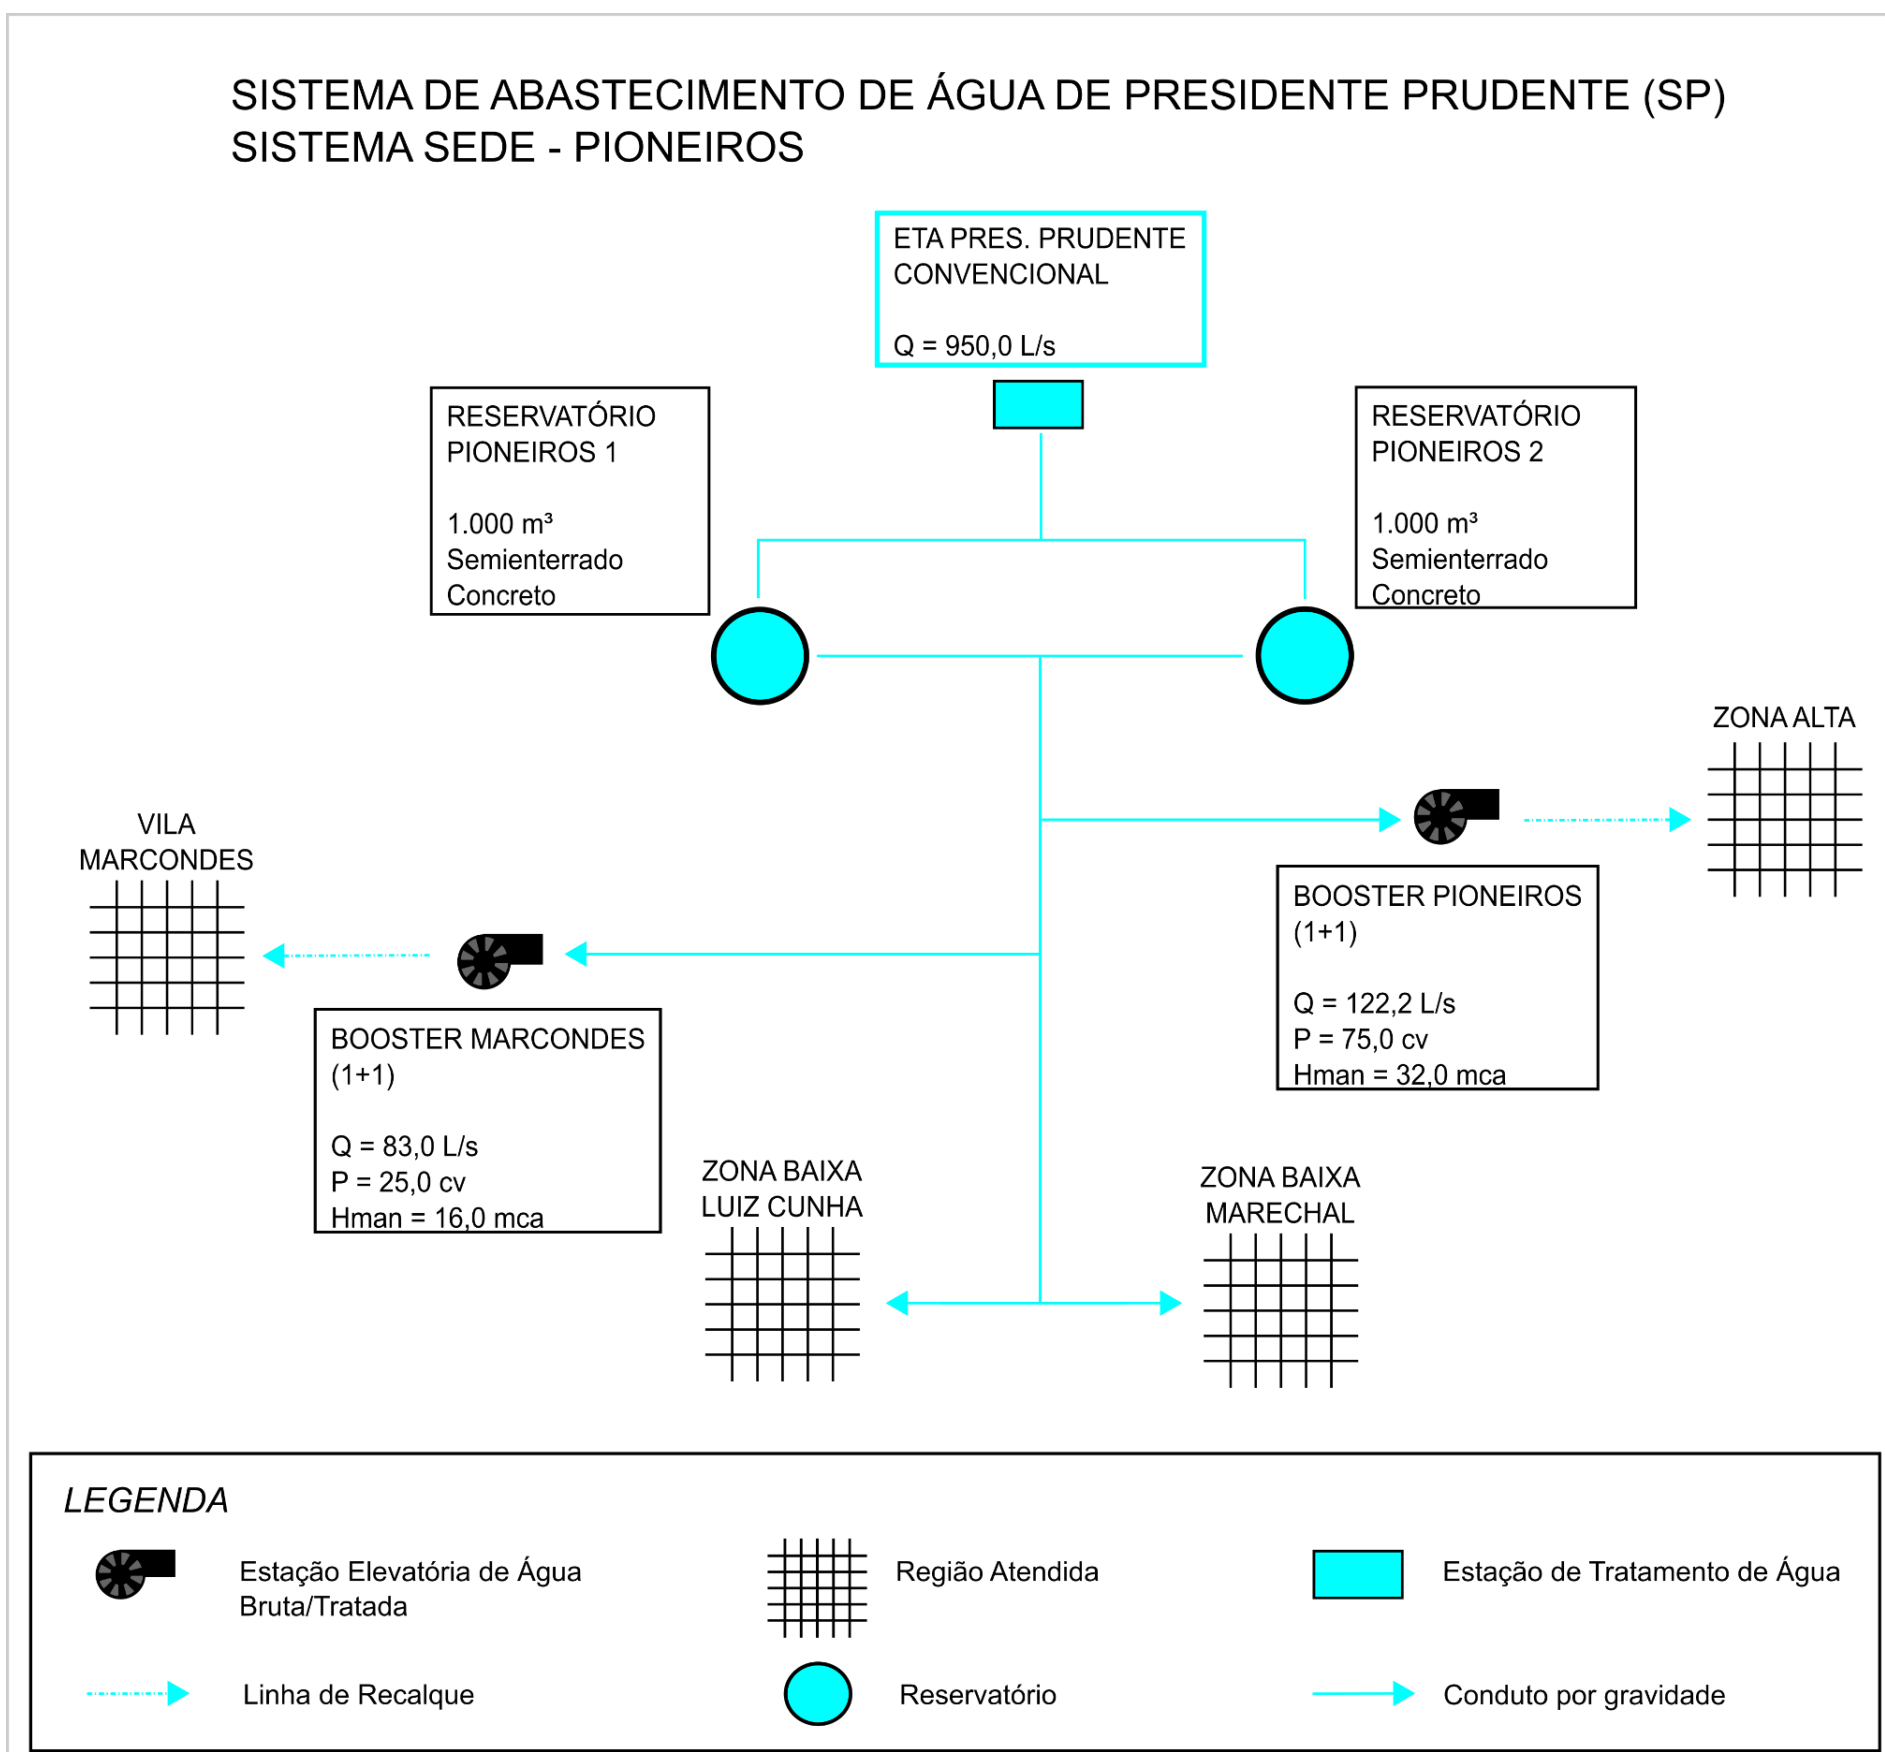 SISTEMA DE ABASTECIMENTO DE ÁGUA DE PRESIDENTE PRUDENTE (SP)
SISTEMA SEDE - PIONEIROS
ETA PRES. PRUDENTE
CONVENCIONAL
Q = 950,0 L/s
RESERVATÓRIO
PIONEIROS 1
1.000 m³
Semienterrado
Concreto
RESERVATÓRIO
PIONEIROS 2
1.000 m³
Semienterrado
Concreto
ZONA ALTA
VILA
MARCONDES
BOOSTER PIONEIROS
(1+1)
Q = 122,2 L/s
P = 75,0 cv
Hman = 32,0 mca
BOOSTER MARCONDES
(1+1)
Q = 83,0 L/s
P = 25,0 cv
Hman = 16,0 mca
ZONA BAIXA
LUIZ CUNHA
ZONA BAIXA
MARECHAL
LEGENDA
Estação Elevatória de Água
Bruta/Tratada
Região Atendida
Estação de Tratamento de Água
Linha de Recalque
Reservatório
Conduto por gravidade